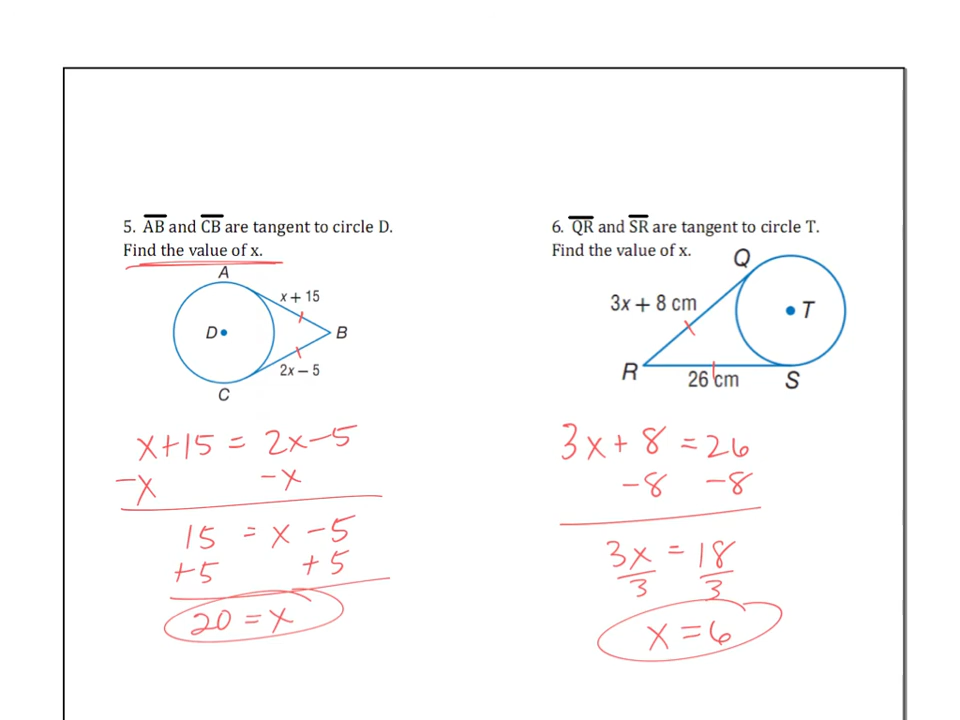 5. AB and CB are tangent to circle D.
Find the value of x.
A
x + 15
D
B
2x – 5
C
x+15 = 2x-5
-x -x
15 = x -5
+5 +5
20 = x
6. QR and SR are tangent to circle T.
Find the value of x.
Q
3x + 8 cm
T
R
26 cm
S
3x + 8 = 26
-8 -8
3x = 18
3 3
x = 6